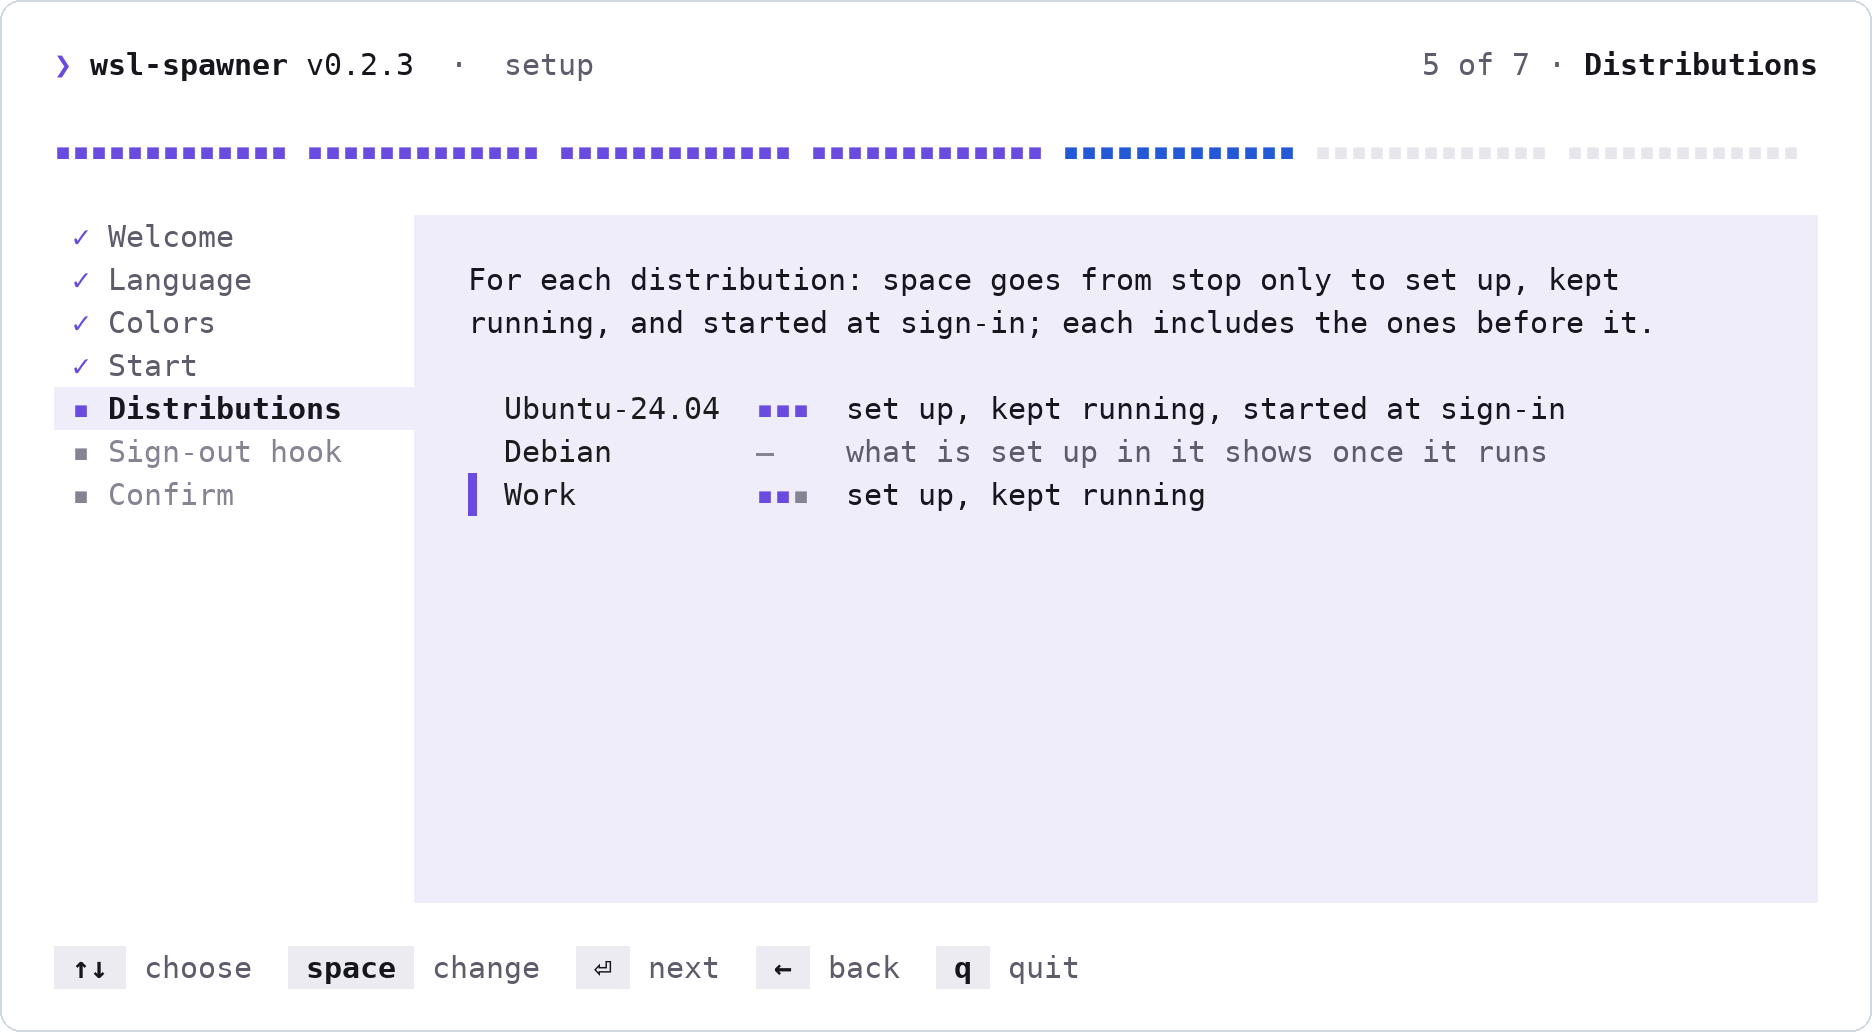 ❯ wsl-spawner v0.2.3 · setup
5 of 7 · Distributions
✓ Welcome
✓ Language
✓ Colors
✓ Start
▪ Distributions
▪ Sign-out hook
▪ Confirm
For each distribution: space goes from stop only to set up, kept
running, and started at sign-in; each includes the ones before it.
Ubuntu-24.04 ▪▪▪ set up, kept running, started at sign-in
Debian – what is set up in it shows once it runs
Work ▪▪▪ set up, kept running
↑↓ choose space change ⏎ next ← back q quit